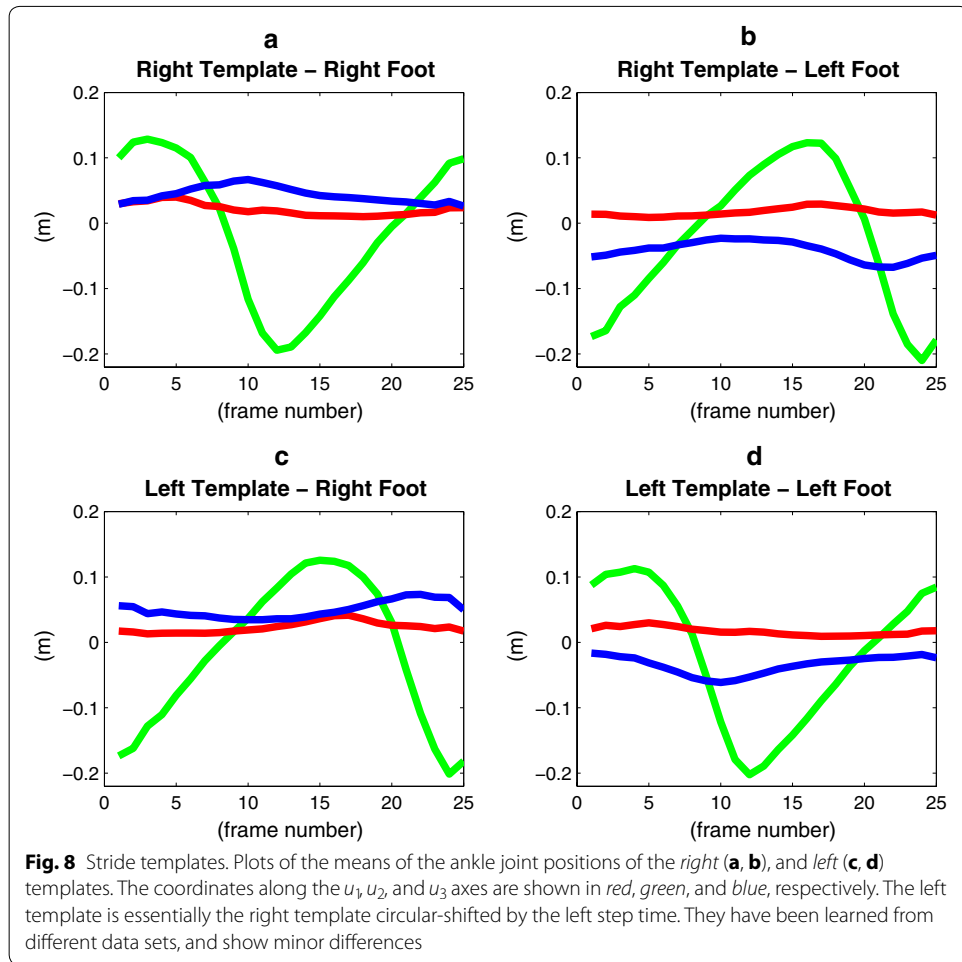 a
Right Template – Right Foot
0.2
0.1
0
−0.1
−0.2
(m)
0 5 10 15 20 25
(frame number)
b
Right Template – Left Foot
0.2
0.1
0
−0.1
−0.2
(m)
0 5 10 15 20 25
(frame number)
c
Left Template – Right Foot
0.2
0.1
0
−0.1
−0.2
(m)
0 5 10 15 20 25
(frame number)
d
Left Template – Left Foot
0.2
0.1
0
−0.1
−0.2
(m)
0 5 10 15 20 25
(frame number)
Fig. 8 Stride templates. Plots of the means of the ankle joint positions of the right (a, b), and left (c, d)
templates. The coordinates along the u₁, u₂, and u₃ axes are shown in red, green, and blue, respectively. The left
template is essentially the right template circular-shifted by the left step time. They have been learned from
different data sets, and show minor differences